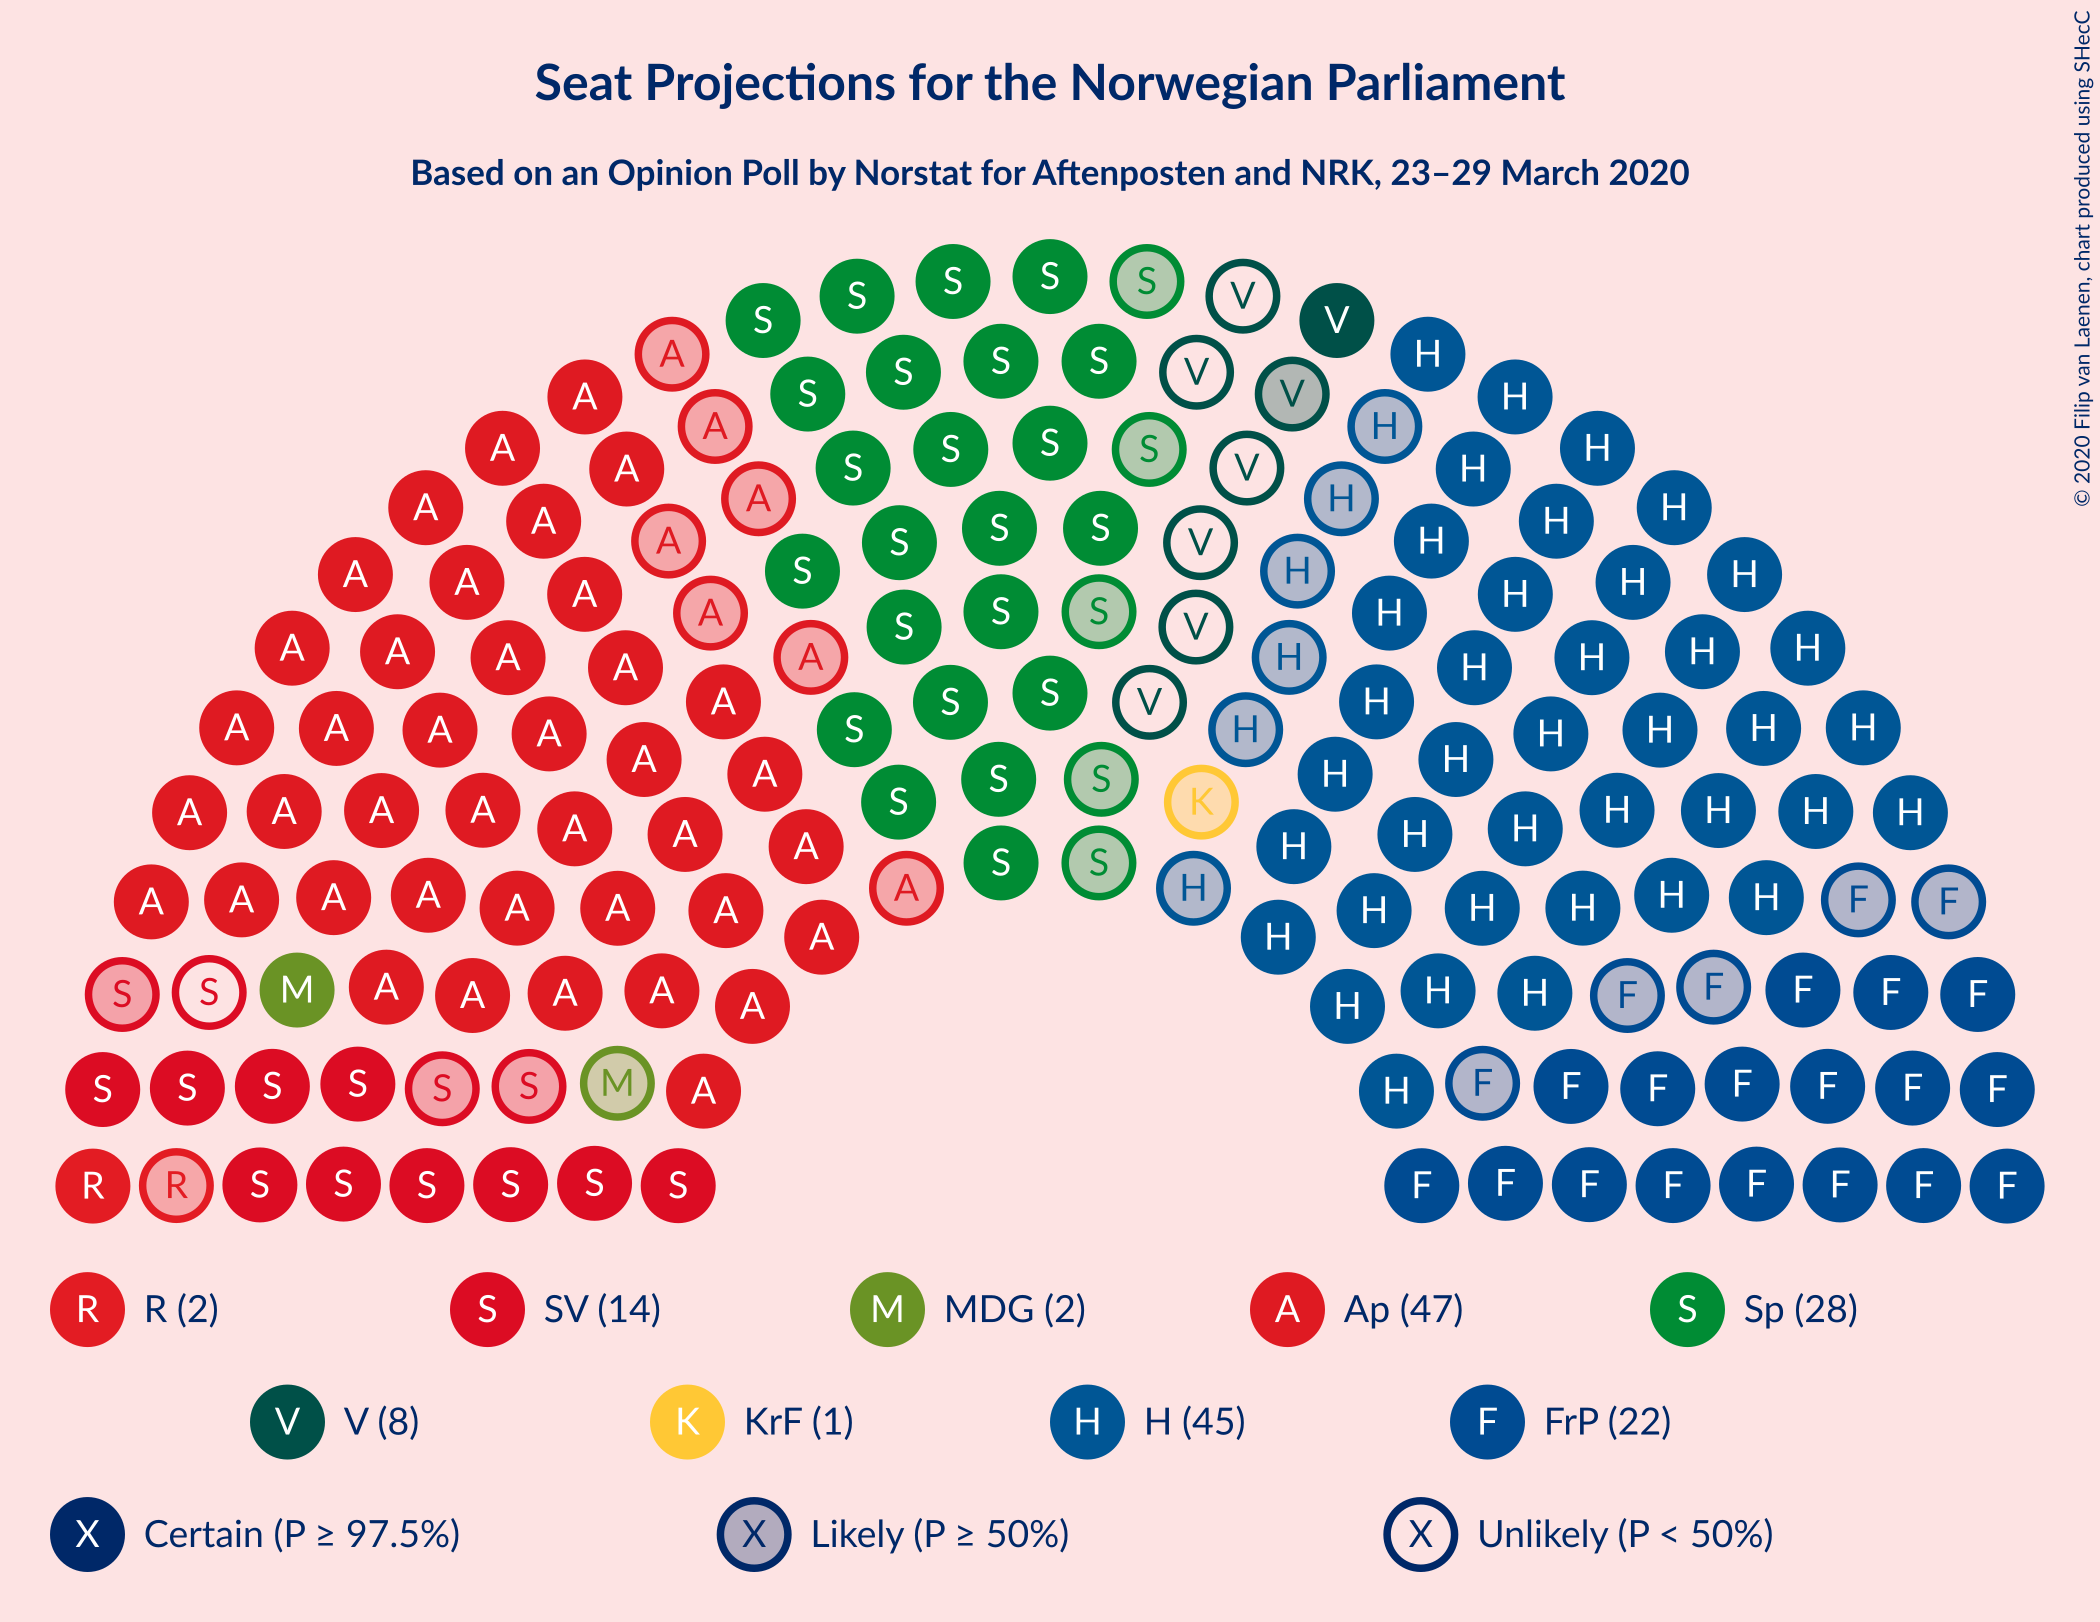 Seat Projections for the Norwegian Parliament
Based on an Opinion Poll by Norstat for Aftenposten and NRK, 23–29 March 2020
© 2020 Filip van Laenen, chart produced using SHecC
S S S S S V V
A S S S S V V H H
A A S S S S V H H H
A A A S S S V H H H H
A A A A S S S V H H H H H
A A A A A S S S V H H H H H
A A A A A A S S S K H H H H H H
A A A A A A A A S S H H H H H H F F
S S M A A A A A H H H F F F F F
S S S S S S M A H F F F F F F F
R R S S S S S S F F F F F F F F
R R (2) S SV (14) M MDG (2) A Ap (47) S Sp (28)
V V (8) K KrF (1) H H (45) F FrP (22)
X Certain (P ≥ 97.5%) X Likely (P ≥ 50%) X Unlikely (P < 50%)